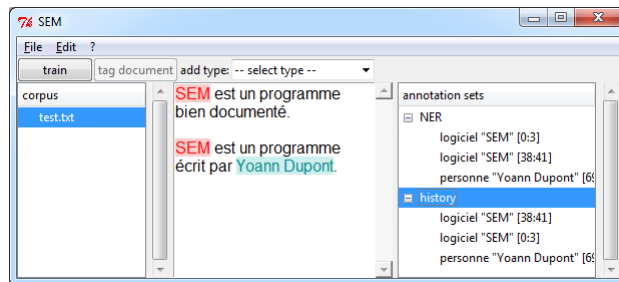 SEM
File Edit ?
train tag document add type: -- select type --
corpus
test.txt
SEM est un programme
bien documenté.
SEM est un programme
écrit par Yoann Dupont.
annotation sets
NER
logiciel "SEM" [0:3]
logiciel "SEM" [38:41]
personne "Yoann Dupont" [69
history
logiciel "SEM" [38:41]
logiciel "SEM" [0:3]
personne "Yoann Dupont" [69